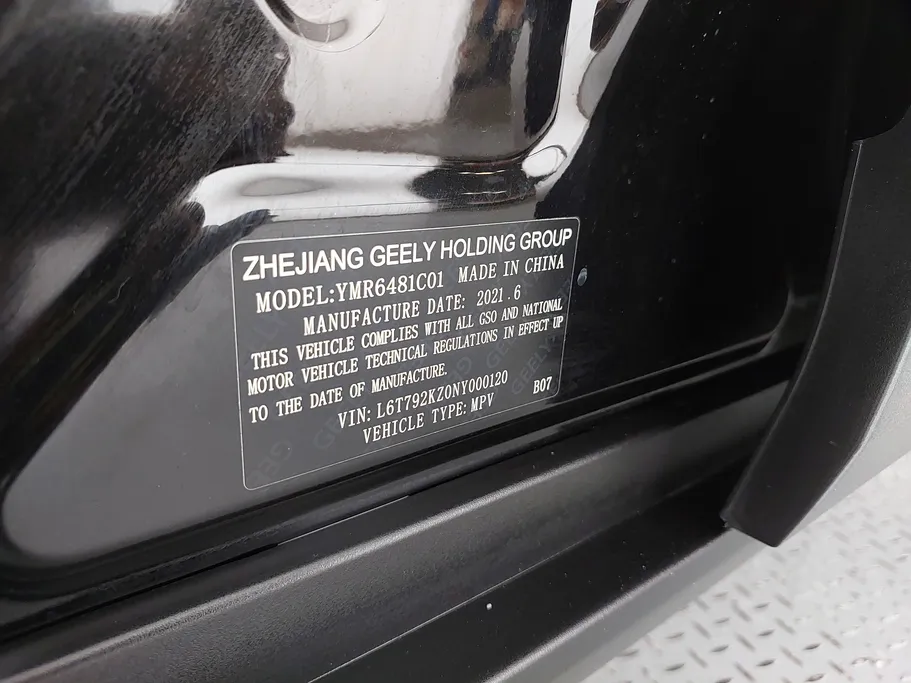 ZHEJIANG GEELY HOLDING GROUP
MODEL:YMR6481C01 MADE IN CHINA
MANUFACTURE DATE: 2021.6
THIS VEHICLE COMPLIES WITH ALL GSO AND NATIONAL
MOTOR VEHICLE TECHNICAL REGULATIONS IN EFFECT UP
TO THE DATE OF MANUFACTURE.
VIN: L6T792KZ0NY000120
B07
VEHICLE TYPE: MPV